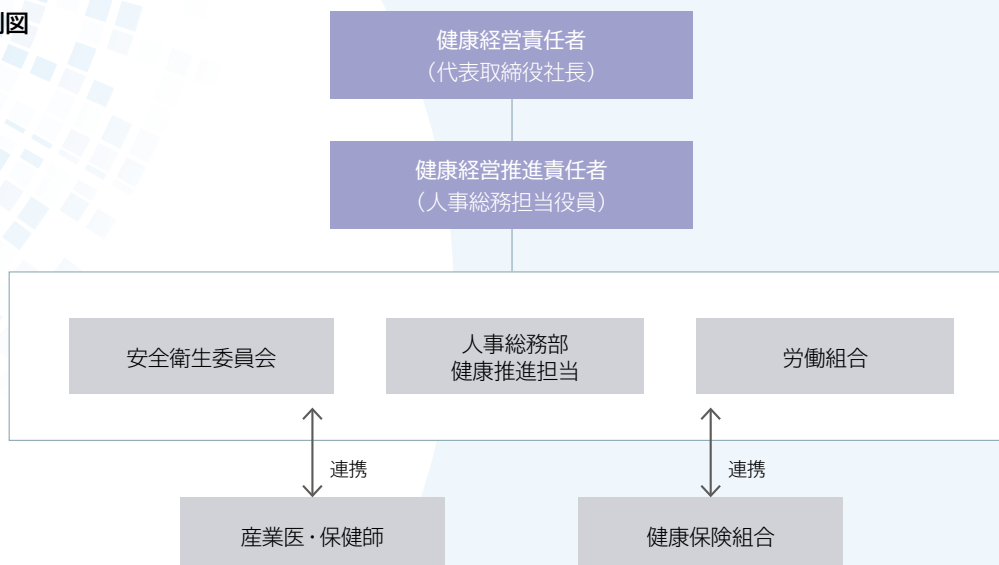 図
健康経営責任者
（代表取締役社長）
健康経営推進責任者
（人事総務担当役員）
安全衛生委員会
人事総務部
健康推進担当
労働組合
連携
連携
産業医・保健師
健康保険組合